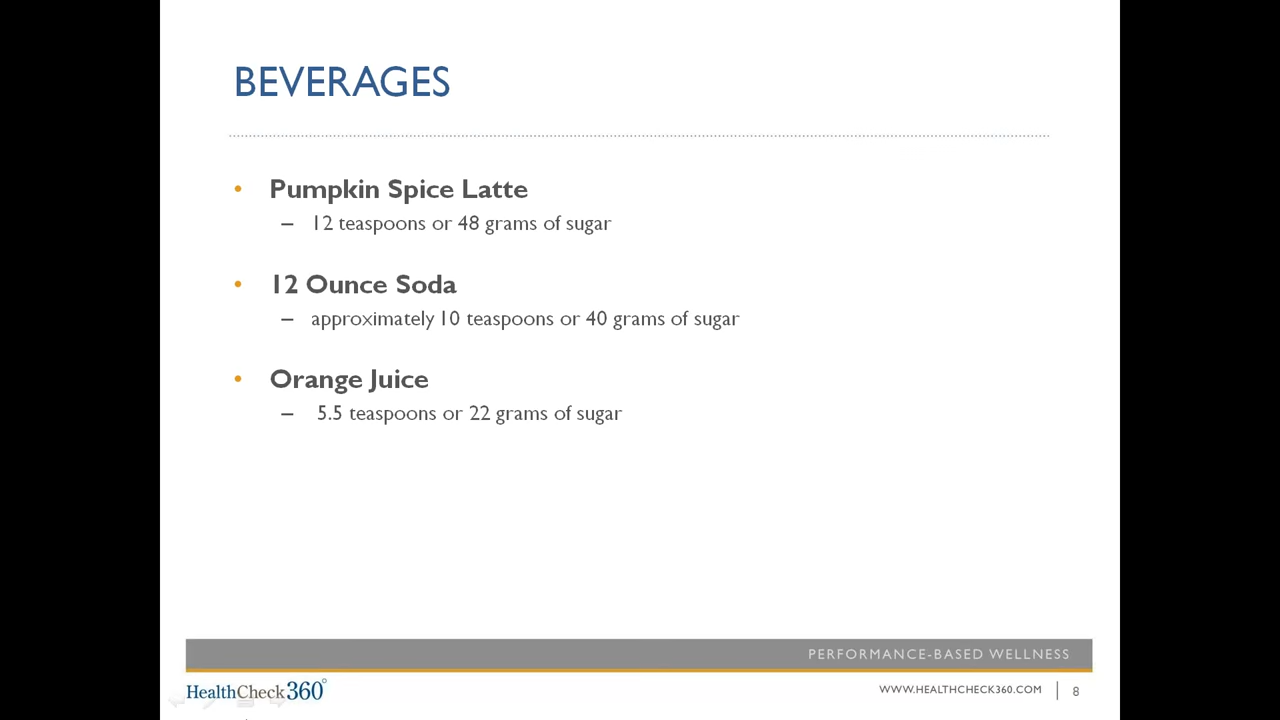 BEVERAGES
• Pumpkin Spice Latte
– 12 teaspoons or 48 grams of sugar
• 12 Ounce Soda
– approximately 10 teaspoons or 40 grams of sugar
• Orange Juice
– 5.5 teaspoons or 22 grams of sugar
PERFORMANCE-BASED WELLNESS
HealthCheck360°
WWW.HEALTHCHECK360.COM | 8